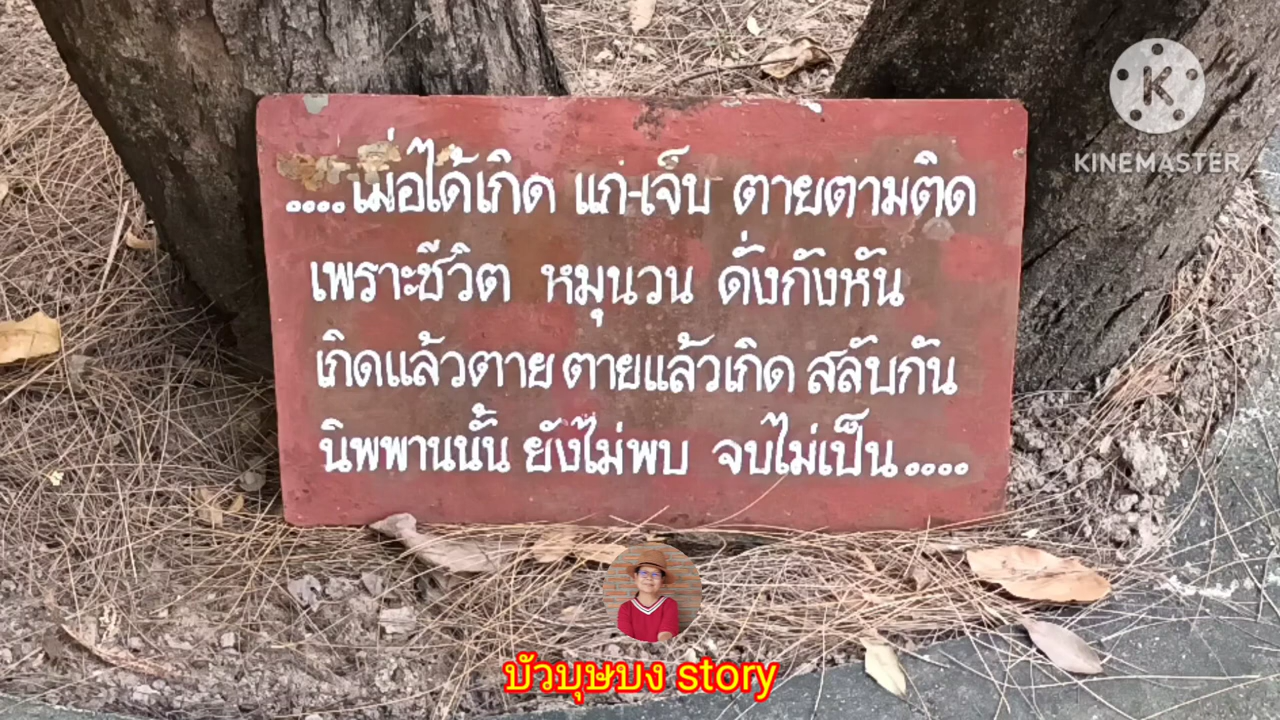 ....เมื่อได้เกิด แก่-เจ็บ ตายตามติด
เพราะชีวิต หมุนวน ดั่งกังหัน
เกิดแล้วตาย ตายแล้วเกิด สลับกัน
นิพพานนั้น ยังไม่พบ จบไม่เป็น....
K
KINEMASTER
บัวบุษบง story